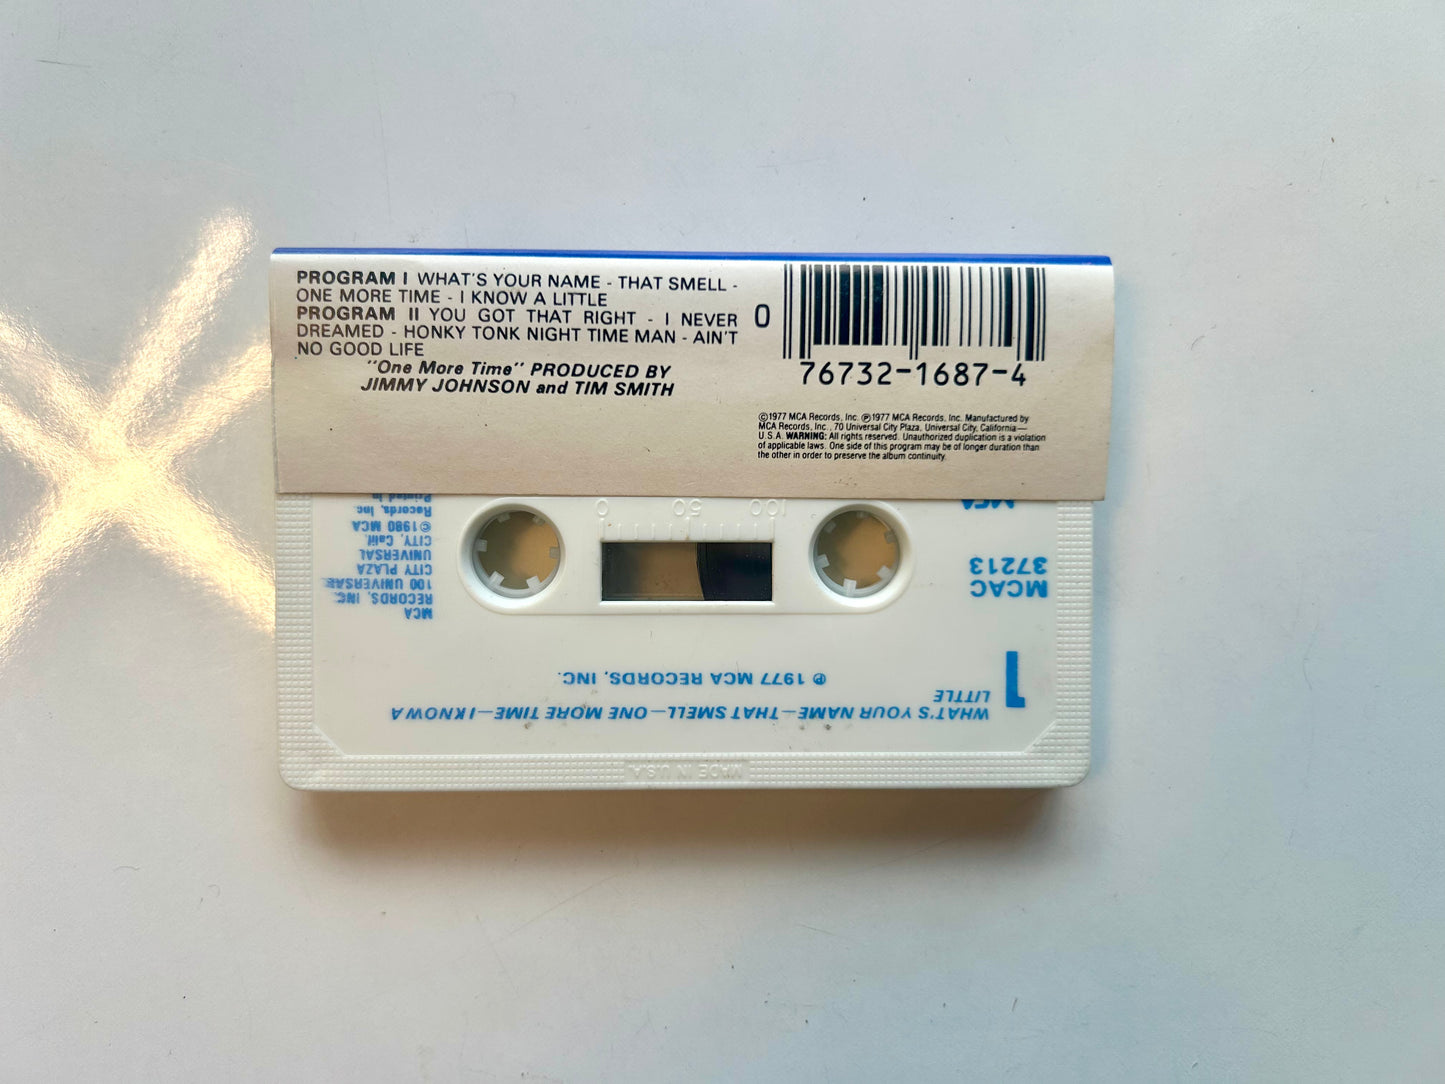 PROGRAM I WHAT'S YOUR NAME - THAT SMELL -
ONE MORE TIME - I KNOW A LITTLE
PROGRAM II YOU GOT THAT RIGHT - I NEVER
DREAMED - HONKY TONK NIGHT TIME MAN - AIN'T
NO GOOD LIFE
"One More Time" PRODUCED BY
JIMMY JOHNSON and TIM SMITH
0
76732-1687-4
©1977 MCA Records, Inc. ℗1977 MCA Records, Inc. Manufactured by
MCA Records, Inc., 70 Universal City Plaza, Universal City, California—
U.S.A. WARNING: All rights reserved. Unauthorized duplication is a violation
of applicable laws. One side of this program may be of longer duration than
the other in order to preserve the album continuity.
WHAT'S YOUR NAME—THAT SMELL—ONE MORE TIME—I KNOW A
LITTLE
℗ 1977 MCA RECORDS, INC.
1
MCAC
37213
MCA
MCA
RECORDS, INC.
100 UNIVERSAL
CITY PLAZA
UNIVERSAL
CITY, Calif.
©1980 MCA
Records, Inc
Printed in
0 50 100
MADE IN U.S.A.